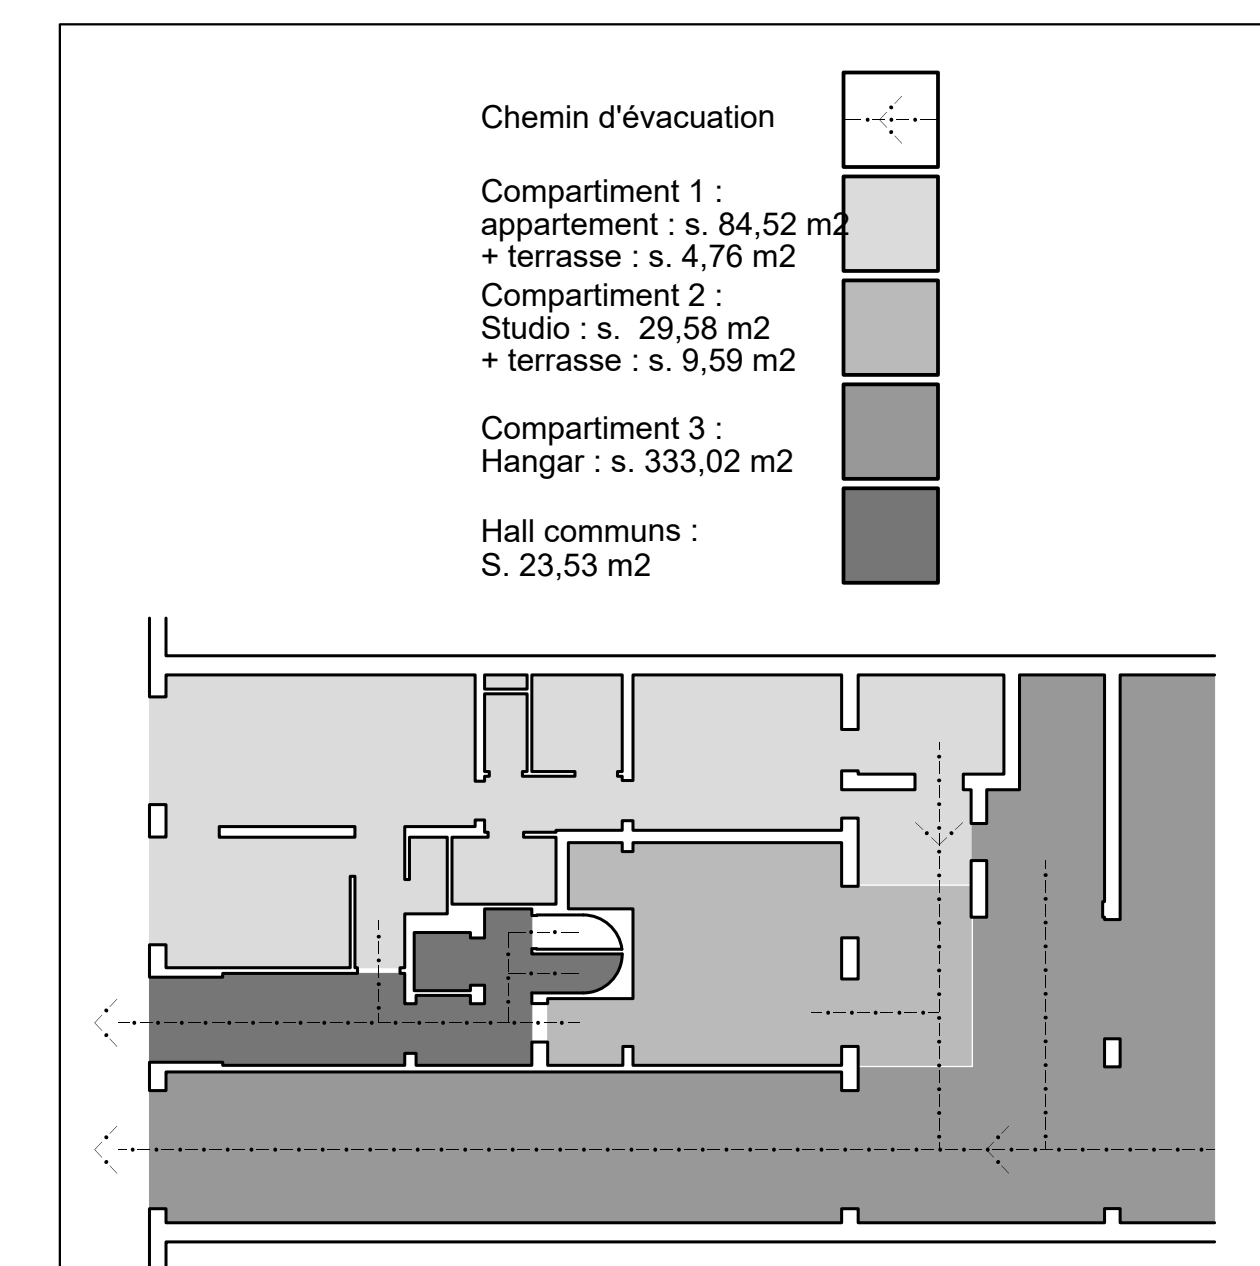 Chemin d'évacuation
Compartiment 1 :
appartement : s. 84,52 m2
+ terrasse : s. 4,76 m2
Compartiment 2 :
Studio : s.  29,58 m2
+ terrasse : s. 9,59 m2
Compartiment 3 :
Hangar : s. 333,02 m2
Hall communs :
S. 23,53 m2